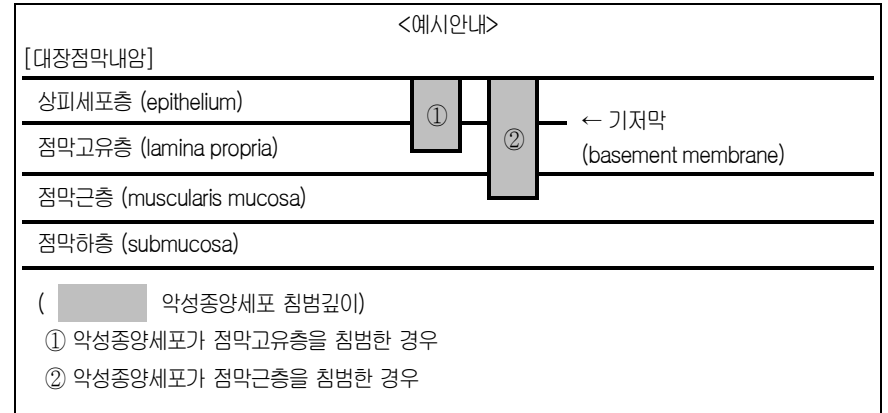 <예시안내>
[대장점막내암]
상피세포층 (epithelium)
①
← 기저막
②
점막고유층 (lamina propria)
(basement membrane)
점막근층 (muscularis mucosa)
점막하층 (submucosa)
( 악성종양세포 침범깊이)
① 악성종양세포가 점막고유층을 침범한 경우
② 악성종양세포가 점막근층을 침범한 경우